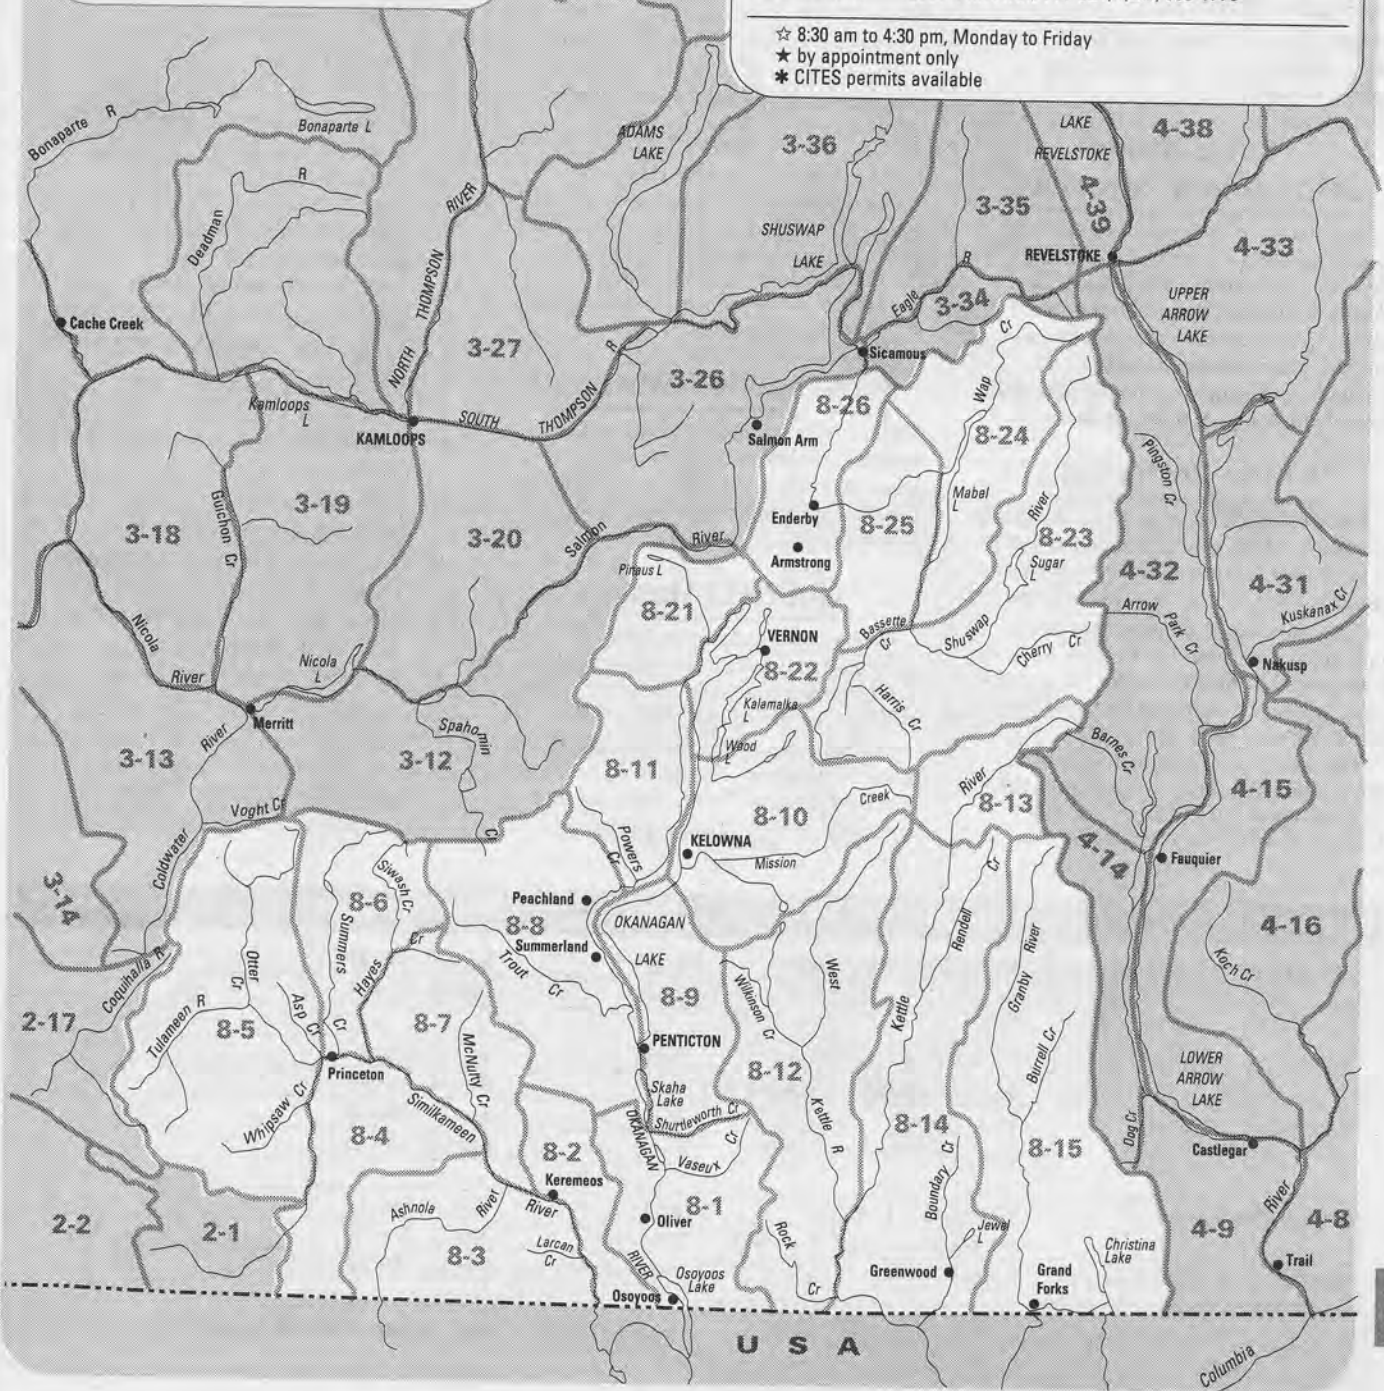 ☆ 8:30 am to 4:30 pm, Monday to Friday
★ by appointment only
✱ CITES permits available
Bonaparte R
Bonaparte L
ADAMS
LAKE
3-36
LAKE
REVELSTOKE
4-38
4-39
3-35
Deadman
R
NORTH THOMPSON RIVER
SHUSWAP
LAKE
REVELSTOKE
4-33
Eagle R
3-34
UPPER
ARROW
LAKE
Cache Creek
3-27
Sicamous
Wap Cr
3-26
Kamloops
L
KAMLOOPS
SOUTH THOMPSON R
8-26
Salmon Arm
8-24
Pingston Cr
3-18
Guichon Cr
3-19
3-20
Mabel
L
Enderby
8-25
8-23
Salmon River
Armstrong
Sugar
L
4-32
4-31
Pinaus L
8-21
Arrow Park Cr
Kuskanax Cr
Nicola River
Nicola
L
VERNON
8-22
Bessette
Cr
Shuswap River
Cherry Cr
Nakusp
Merritt
Kalamalka
L
Harris Cr
Spahomin Cr
3-13
3-12
8-11
Wood
L
Barnes Cr
Voght Cr
8-10
Mission Creek
8-13
4-15
Coldwater River
Powers Cr
KELOWNA
4-14
Fauquier
3-14
8-6
Siwash Cr
Peachland
8-8
Summerland
OKANAGAN
LAKE
4-16
Summers Cr
Hayes Cr
Trout Cr
Rendell Cr
Koch Cr
Coquihalla R
Otter Cr
8-9
Wilkinson Cr
West
Kettle River
Granby
2-17
Tulameen R
8-5
Asp Cr
8-7
McNulty Cr
PENTICTON
8-12
Kettle R
Burrell Cr
LOWER
ARROW
LAKE
Princeton
Skaha
Lake
Whipsaw Cr
Similkameen River
8-4
8-2
Shuttleworth Cr
8-14
8-15
Dog Cr
Castlegar
Keremeos
OKANAGAN RIVER
Vaseux Cr
Boundary Cr
2-2
2-1
Ashnola River
8-3
Larcan
Cr
8-1
Oliver
Rock Cr
Jewel
L
Christina
Lake
4-9
4-8
River
Trail
Greenwood
Grand
Forks
Osoyoos
Osoyoos
Lake
USA
Columbia